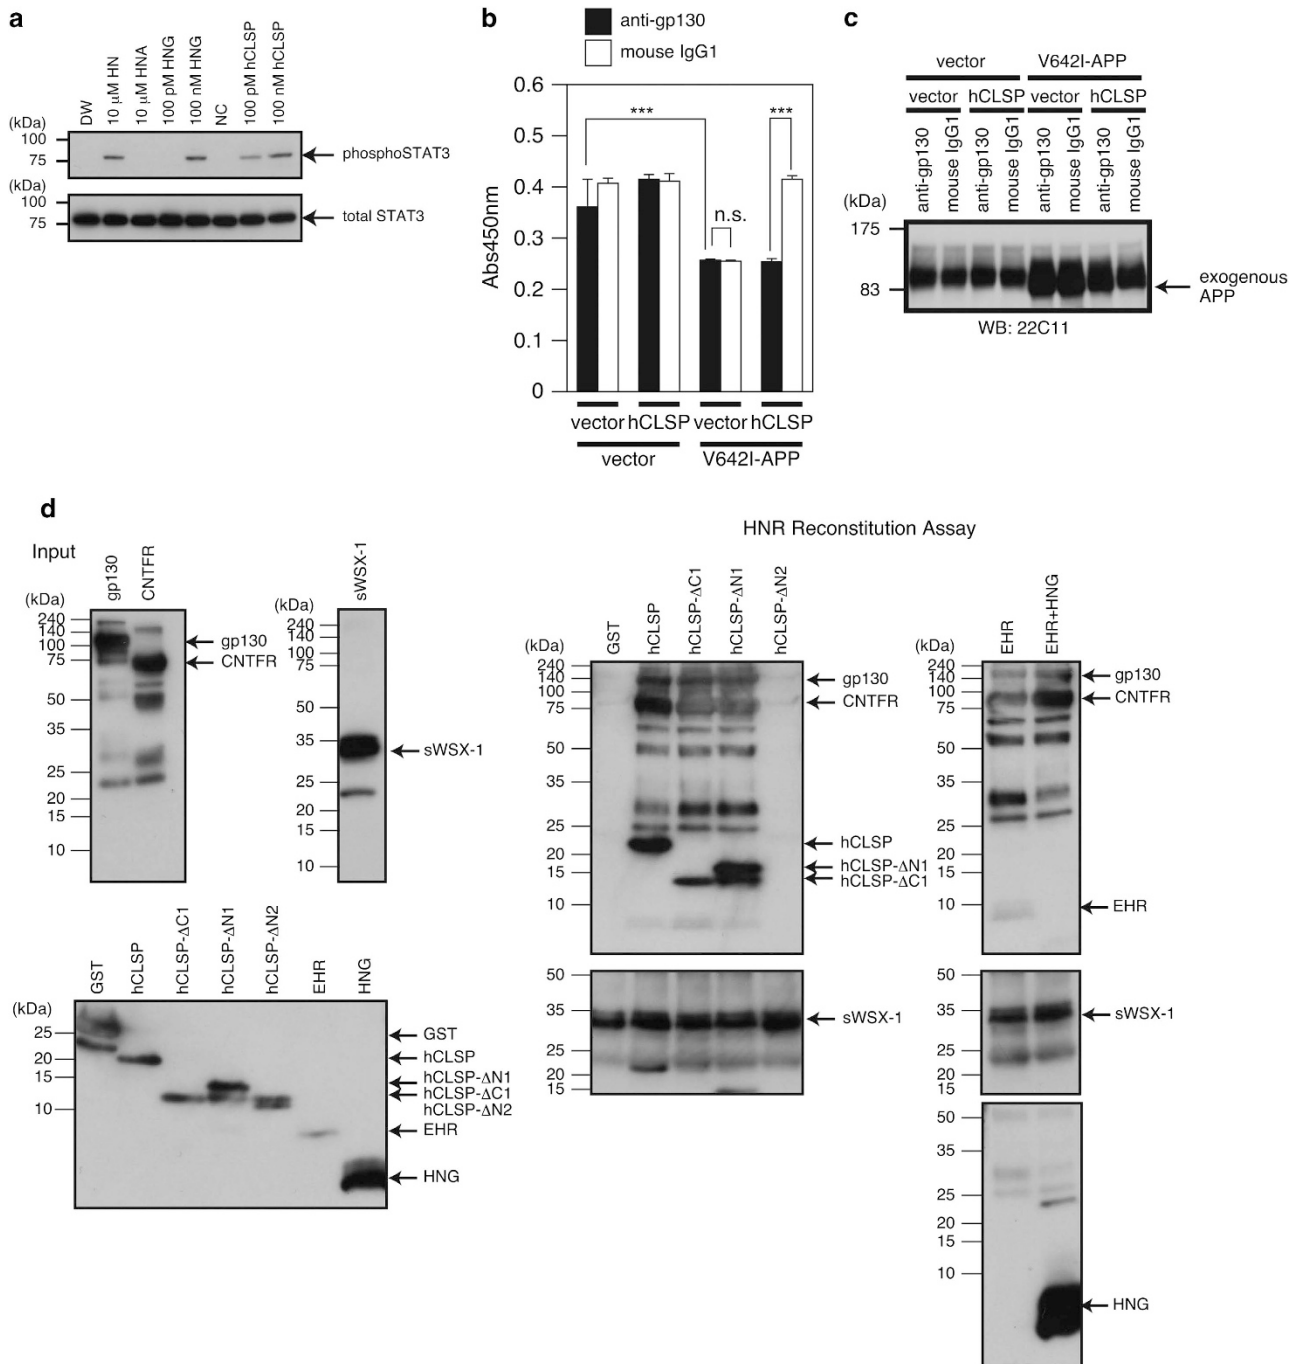 a
DW
10 μM HN
10 μM HNA
100 pM HNG
100 nM HNG
NC
100 pM hCLSP
100 nM hCLSP
(kDa)
100
75
phosphoSTAT3
(kDa)
100
75
total STAT3
b
anti-gp130
mouse IgG1
Abs450nm
0.6
0.5
0.4
0.3
0.2
0.1
0
***
n.s.
***
vector hCLSP vector hCLSP
vector V642I-APP
c
vector V642I-APP
vector hCLSP vector hCLSP
anti-gp130
mouse IgG1
anti-gp130
mouse IgG1
anti-gp130
mouse IgG1
anti-gp130
mouse IgG1
(kDa)
175
83
exogenous
APP
WB: 22C11
d
Input
gp130
CNTFR
(kDa)
240
140
100
75
50
35
25
20
15
10
gp130
CNTFR
sWSX-1
(kDa)
240
140
100
75
50
35
25
20
15
10
sWSX-1
GST
hCLSP
hCLSP-ΔC1
hCLSP-ΔN1
hCLSP-ΔN2
EHR
HNG
(kDa)
25
20
15
10
GST
hCLSP
hCLSP-ΔN1
hCLSP-ΔC1
hCLSP-ΔN2
EHR
HNG
HNR Reconstitution Assay
GST
hCLSP
hCLSP-ΔC1
hCLSP-ΔN1
hCLSP-ΔN2
(kDa)
240
140
100
75
50
35
25
20
15
10
gp130
CNTFR
hCLSP
hCLSP-ΔN1
hCLSP-ΔC1
50
35
25
20
15
sWSX-1
EHR
EHR+HNG
(kDa)
240
140
100
75
50
35
25
20
15
10
gp130
CNTFR
EHR
50
35
25
20
15
sWSX-1
50
35
25
20
15
10
HNG